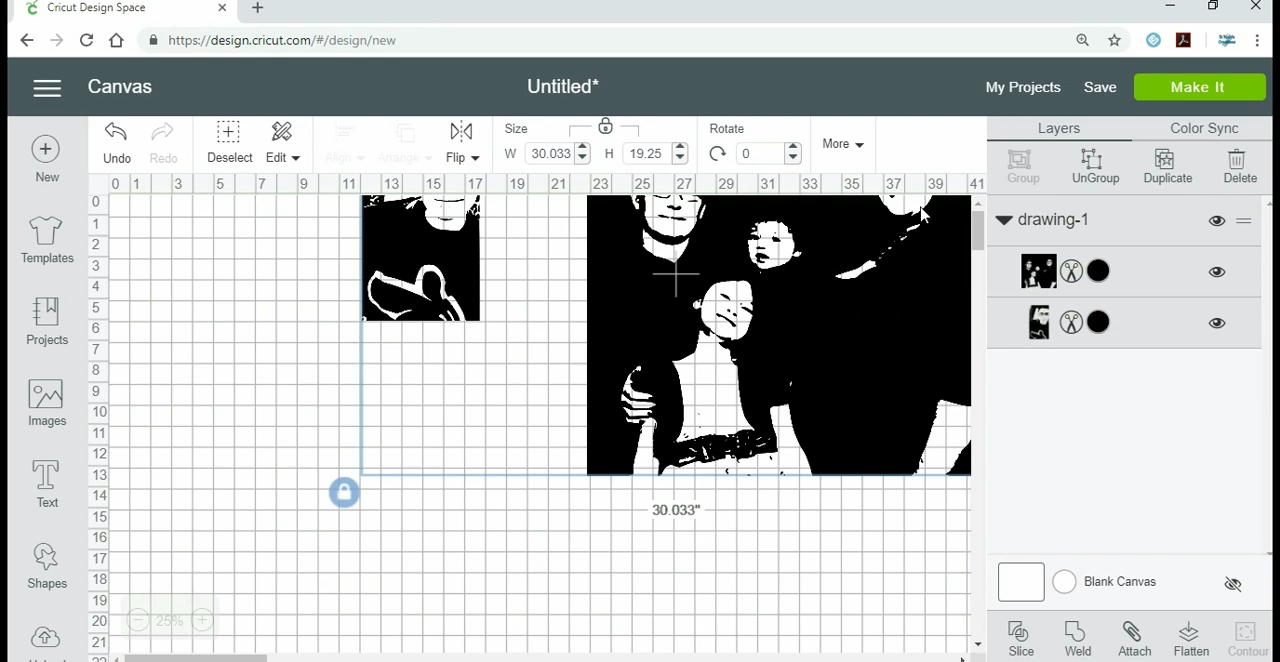 Cricut Design Space
https://design.cricut.com/#/design/new
Canvas
Untitled*
My Projects
Save
Make It
New
Templates
Projects
Images
Text
Shapes
Undo
Redo
Deselect
Edit
Align
Arrange
Flip
Size
W 30.033
H 19.25
Rotate
0
More
Layers
Color Sync
Group
UnGroup
Duplicate
Delete
0 1 3 5 7 9 11 13 15 17 19 21 23 25 27 29 31 33 35 37 39 41
0
1
2
3
4
5
6
7
8
9
10
11
12
13
14
15
16
17
18
19
20
21
drawing-1
30.033"
25%
Blank Canvas
Slice
Weld
Attach
Flatten
Contour